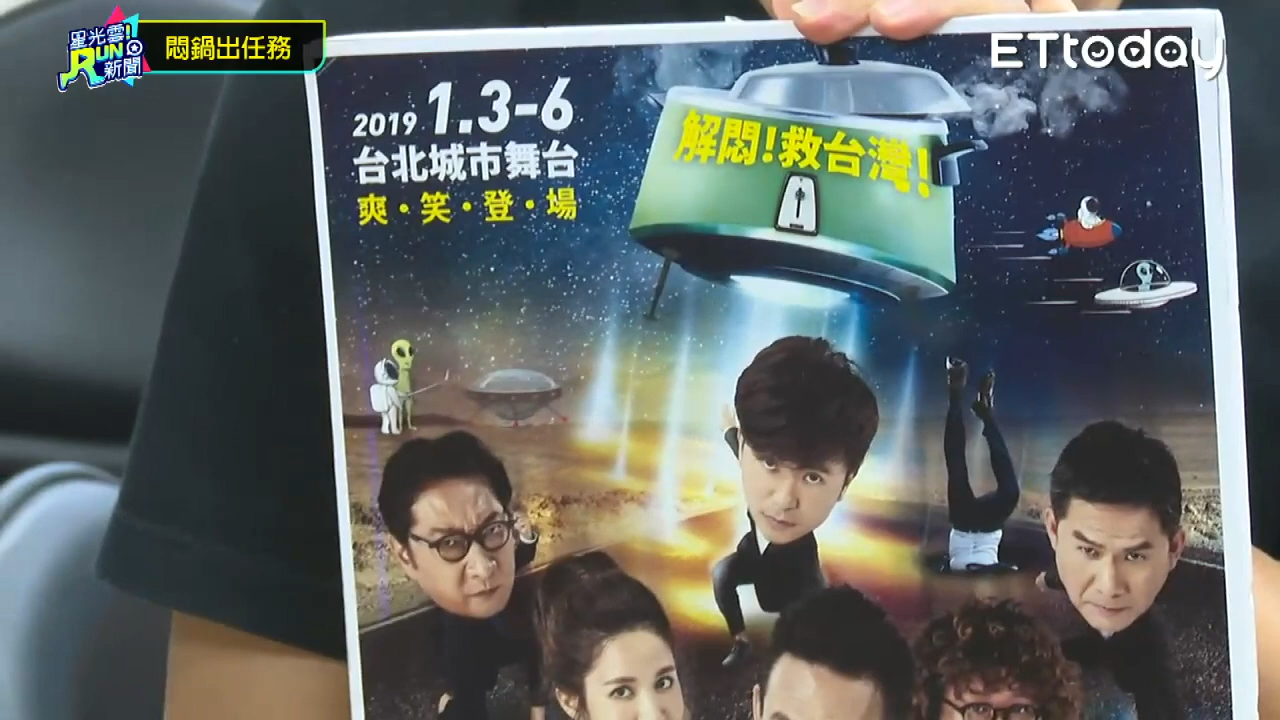 星光雲!
RUN
新聞
悶鍋出任務
ETtoday
2019 1.3-6
台北城市舞台
爽・笑・登・場
解悶!救台灣!